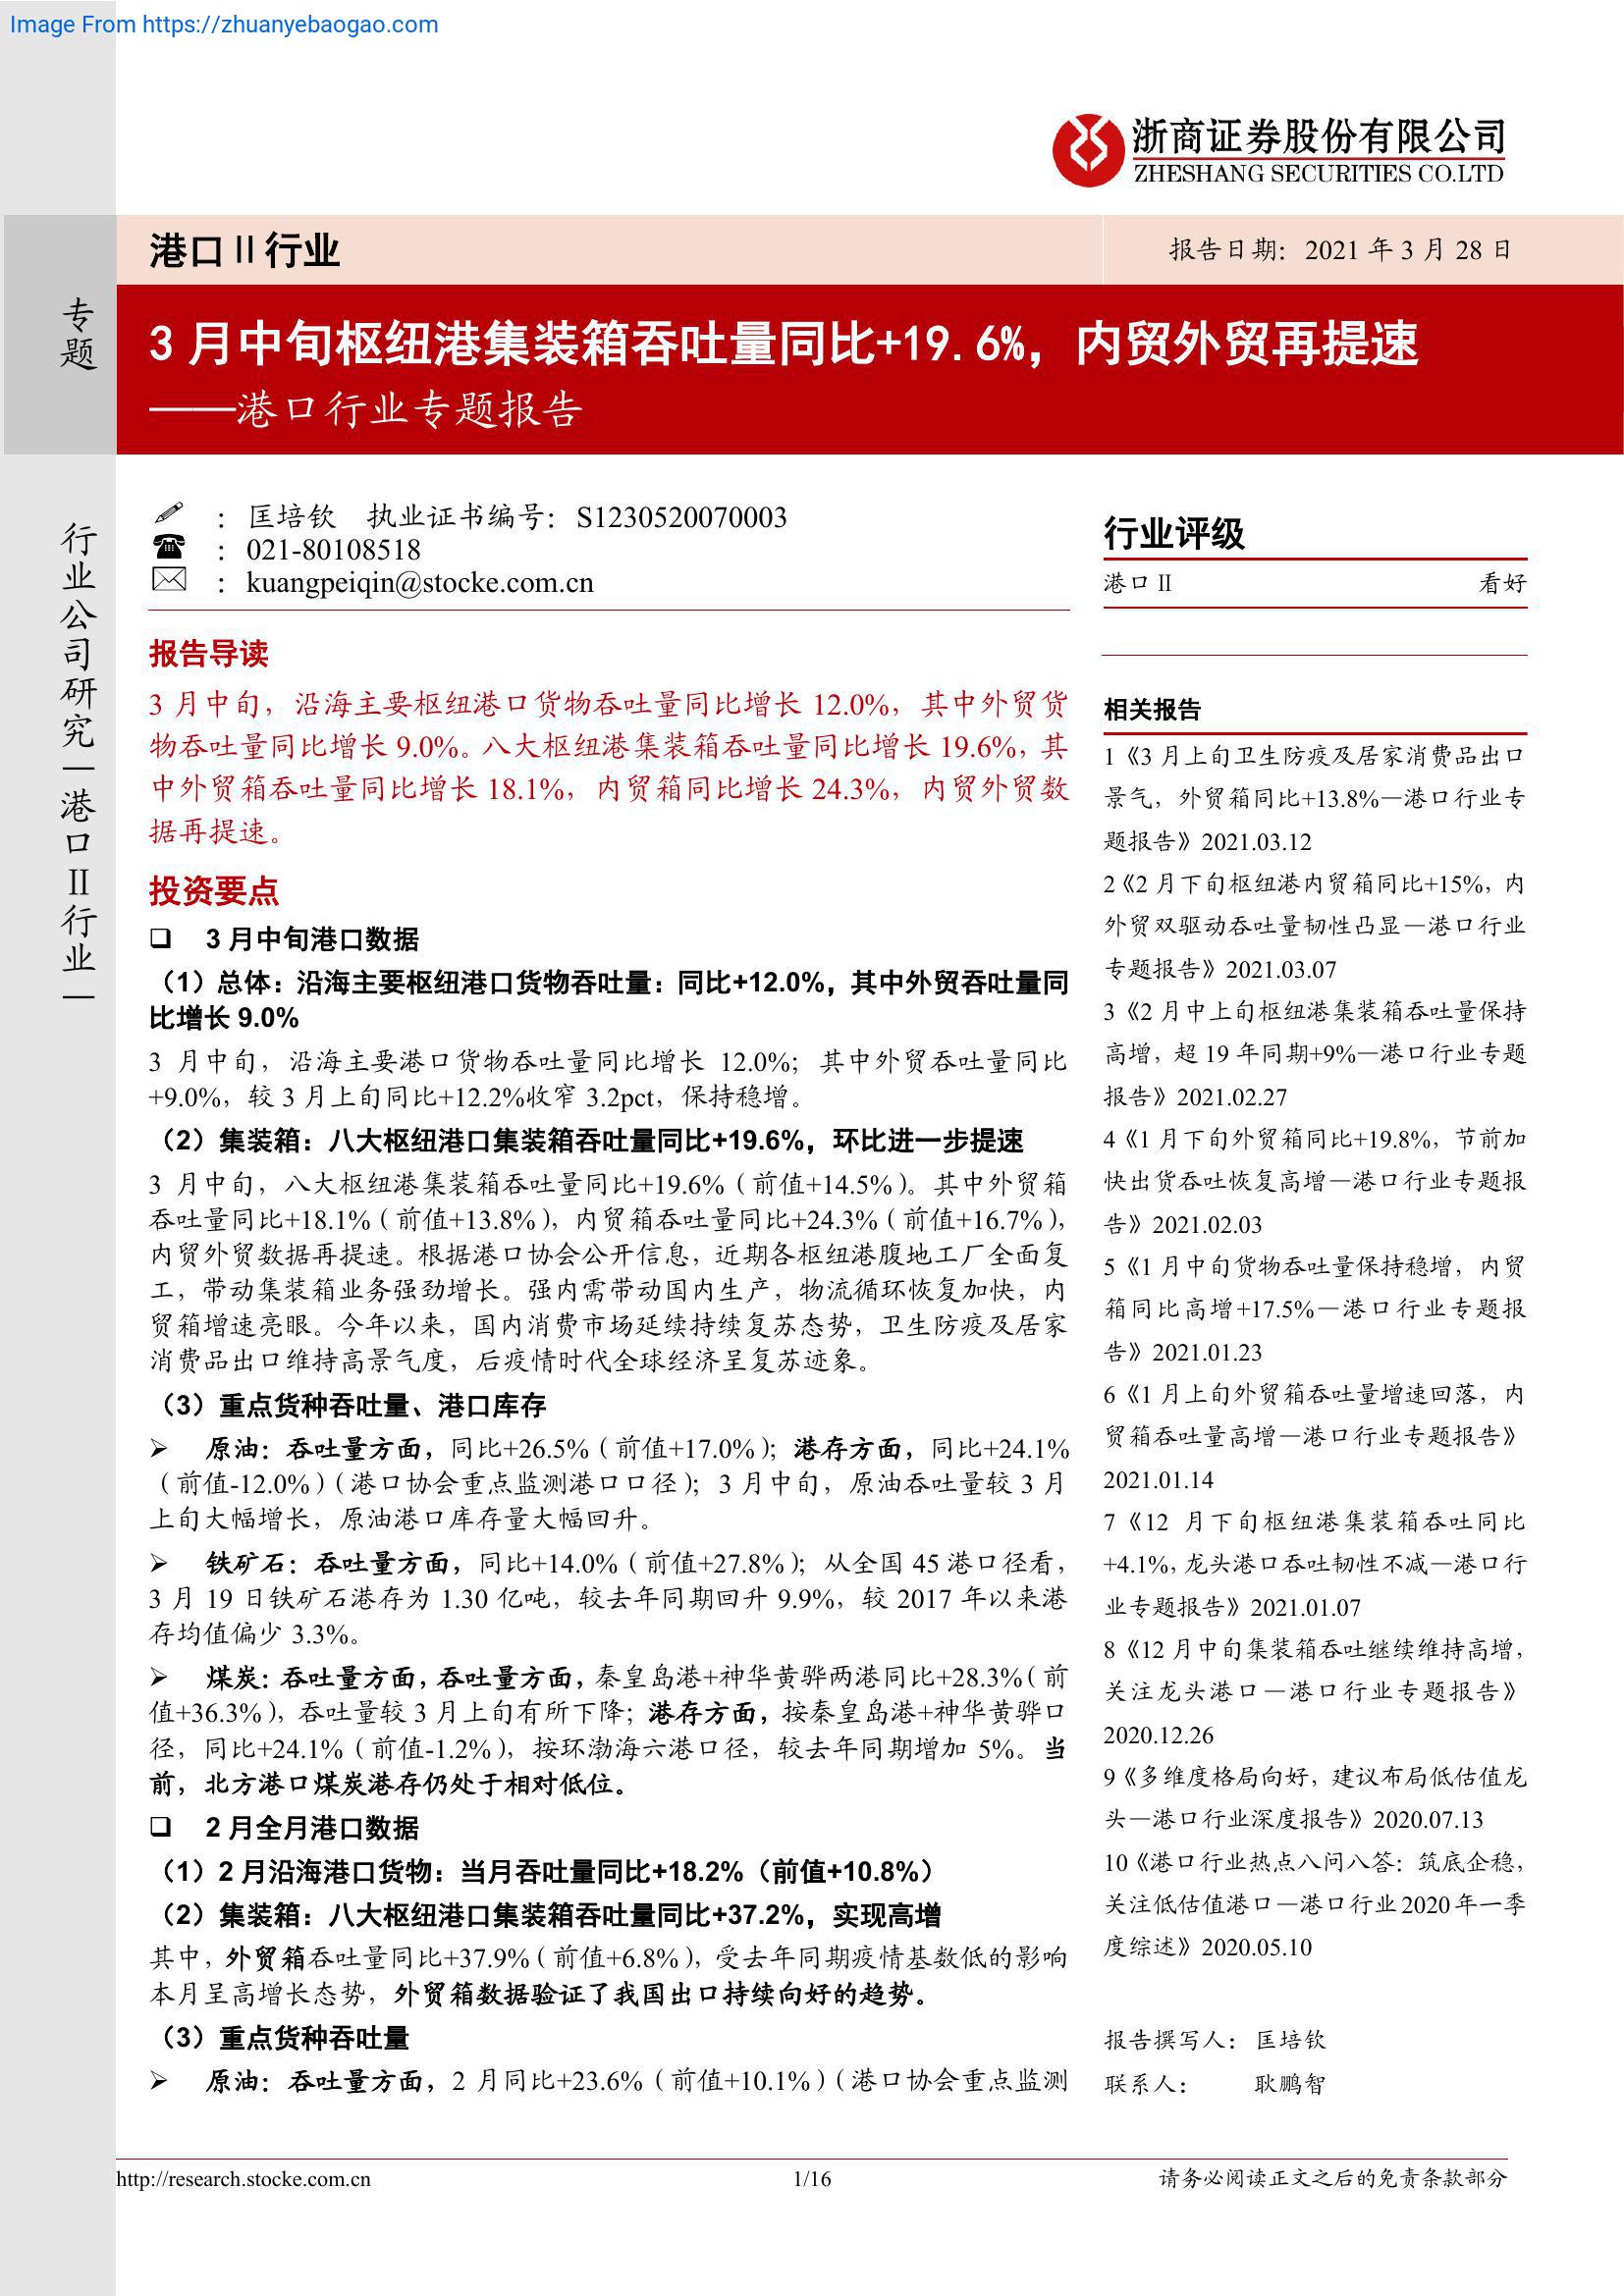 Image From https://zhuanyebaogao.com
浙商证券股份有限公司
ZHESHANG SECURITIES CO.LTD
专题
港口Ⅱ行业
报告日期：2021 年 3 月 28 日
3 月中旬枢纽港集装箱吞吐量同比+19.6%，内贸外贸再提速
——港口行业专题报告
行业公司研究｜港口Ⅱ行业｜
：匡培钦 执业证书编号：S1230520070003
：021-80108518
：kuangpeiqin@stocke.com.cn
报告导读
3 月中旬，沿海主要枢纽港口货物吞吐量同比增长 12.0%，其中外贸货
物吞吐量同比增长 9.0%。八大枢纽港集装箱吞吐量同比增长 19.6%，其
中外贸箱吞吐量同比增长 18.1%，内贸箱同比增长 24.3%，内贸外贸数
据再提速。
投资要点
❑ 3 月中旬港口数据
（1）总体：沿海主要枢纽港口货物吞吐量：同比+12.0%，其中外贸吞吐量同
比增长 9.0%
3 月中旬，沿海主要港口货物吞吐量同比增长 12.0%；其中外贸吞吐量同比
+9.0%，较 3 月上旬同比+12.2%收窄 3.2pct，保持稳增。
（2）集装箱：八大枢纽港口集装箱吞吐量同比+19.6%，环比进一步提速
3 月中旬，八大枢纽港集装箱吞吐量同比+19.6%（前值+14.5%）。其中外贸箱
吞吐量同比+18.1%（前值+13.8%），内贸箱吞吐量同比+24.3%（前值+16.7%），
内贸外贸数据再提速。根据港口协会公开信息，近期各枢纽港腹地工厂全面复
工，带动集装箱业务强劲增长。强内需带动国内生产，物流循环恢复加快，内
贸箱增速亮眼。今年以来，国内消费市场延续持续复苏态势，卫生防疫及居家
消费品出口维持高景气度，后疫情时代全球经济呈复苏迹象。
（3）重点货种吞吐量、港口库存
➢ 原油：吞吐量方面，同比+26.5%（前值+17.0%）；港存方面，同比+24.1%
（前值-12.0%）（港口协会重点监测港口口径）；3 月中旬，原油吞吐量较 3 月
上旬大幅增长，原油港口库存量大幅回升。
➢ 铁矿石：吞吐量方面，同比+14.0%（前值+27.8%）；从全国 45 港口径看，
3 月 19 日铁矿石港存为 1.30 亿吨，较去年同期回升 9.9%，较 2017 年以来港
存均值偏少 3.3%。
➢ 煤炭：吞吐量方面，吞吐量方面，秦皇岛港+神华黄骅两港同比+28.3%（前
值+36.3%），吞吐量较 3 月上旬有所下降；港存方面，按秦皇岛港+神华黄骅口
径，同比+24.1%（前值-1.2%），按环渤海六港口径，较去年同期增加 5%。当
前，北方港口煤炭港存仍处于相对低位。
❑ 2 月全月港口数据
（1）2 月沿海港口货物：当月吞吐量同比+18.2%（前值+10.8%）
（2）集装箱：八大枢纽港口集装箱吞吐量同比+37.2%，实现高增
其中，外贸箱吞吐量同比+37.9%（前值+6.8%），受去年同期疫情基数低的影响
本月呈高增长态势，外贸箱数据验证了我国出口持续向好的趋势。
（3）重点货种吞吐量
➢ 原油：吞吐量方面，2 月同比+23.6%（前值+10.1%）（港口协会重点监测
行业评级
港口Ⅱ 看好
相关报告
1《3 月上旬卫生防疫及居家消费品出口
景气，外贸箱同比+13.8%—港口行业专
题报告》2021.03.12
2《2 月下旬枢纽港内贸箱同比+15%，内
外贸双驱动吞吐量韧性凸显—港口行业
专题报告》2021.03.07
3《2 月中上旬枢纽港集装箱吞吐量保持
高增，超 19 年同期+9%—港口行业专题
报告》2021.02.27
4《1 月下旬外贸箱同比+19.8%，节前加
快出货吞吐恢复高增—港口行业专题报
告》2021.02.03
5《1 月中旬货物吞吐量保持稳增，内贸
箱同比高增+17.5%—港口行业专题报
告》2021.01.23
6《1 月上旬外贸箱吞吐量增速回落，内
贸箱吞吐量高增—港口行业专题报告》
2021.01.14
7《12 月下旬枢纽港集装箱吞吐同比
+4.1%，龙头港口吞吐韧性不减—港口行
业专题报告》2021.01.07
8《12 月中旬集装箱吞吐继续维持高增，
关注龙头港口—港口行业专题报告》
2020.12.26
9《多维度格局向好，建议布局低估值龙
头—港口行业深度报告》2020.07.13
10《港口行业热点八问八答：筑底企稳，
关注低估值港口—港口行业2020年一季
度综述》2020.05.10
报告撰写人：匡培钦
联系人： 耿鹏智
http://research.stocke.com.cn
1/16
请务必阅读正文之后的免责条款部分